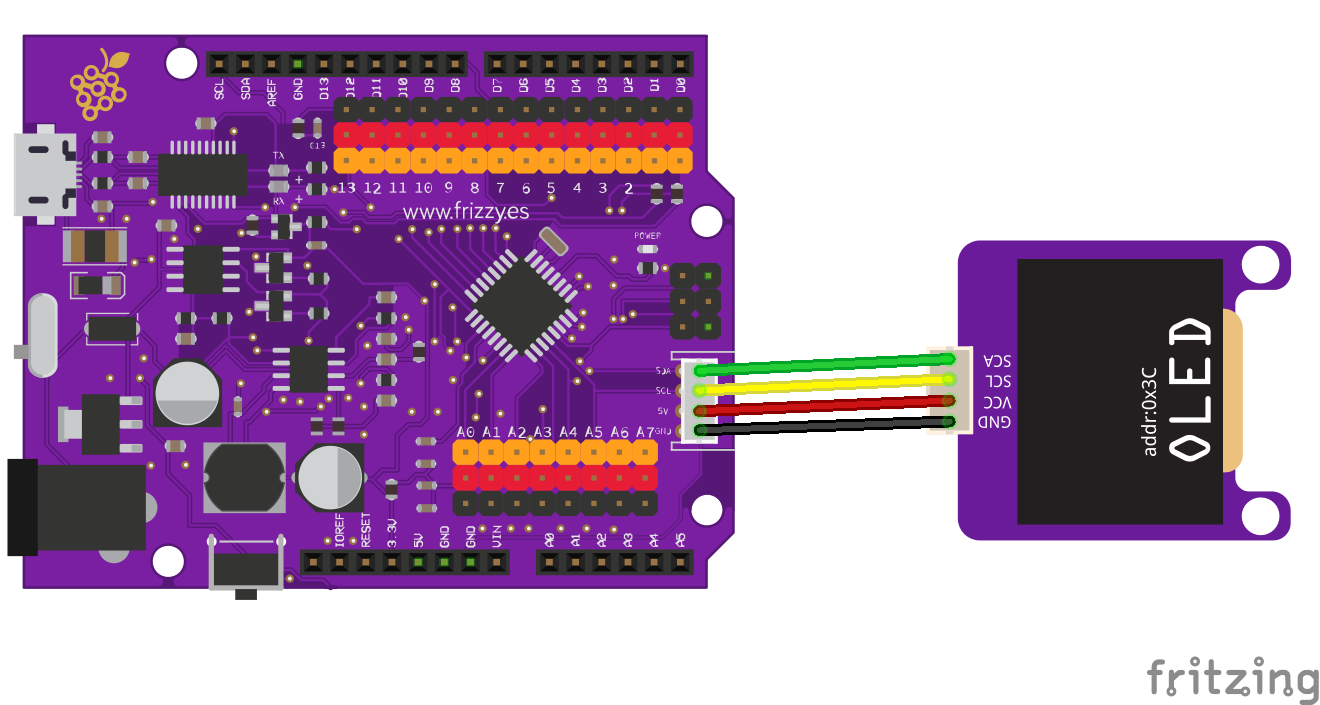 SCL SDA AREF GND D13 D12 D11 D10 D9 D8 D7 D6 D5 D4 D3 D2 D1 D0
TX
RX
+
+
13 12 11 10 9 8 7 6 5 4 3 2
www.frizzy.es
POWER
SDA
SCL
5V
GND
A0 A1 A2 A3 A4 A5 A6 A7
IOREF RESET 3.3V 5V GND GND VIN A0 A1 A2 A3 A4 A5
SCA
SCL
VCC
GND
addr:0x3C
OLED
fritzing